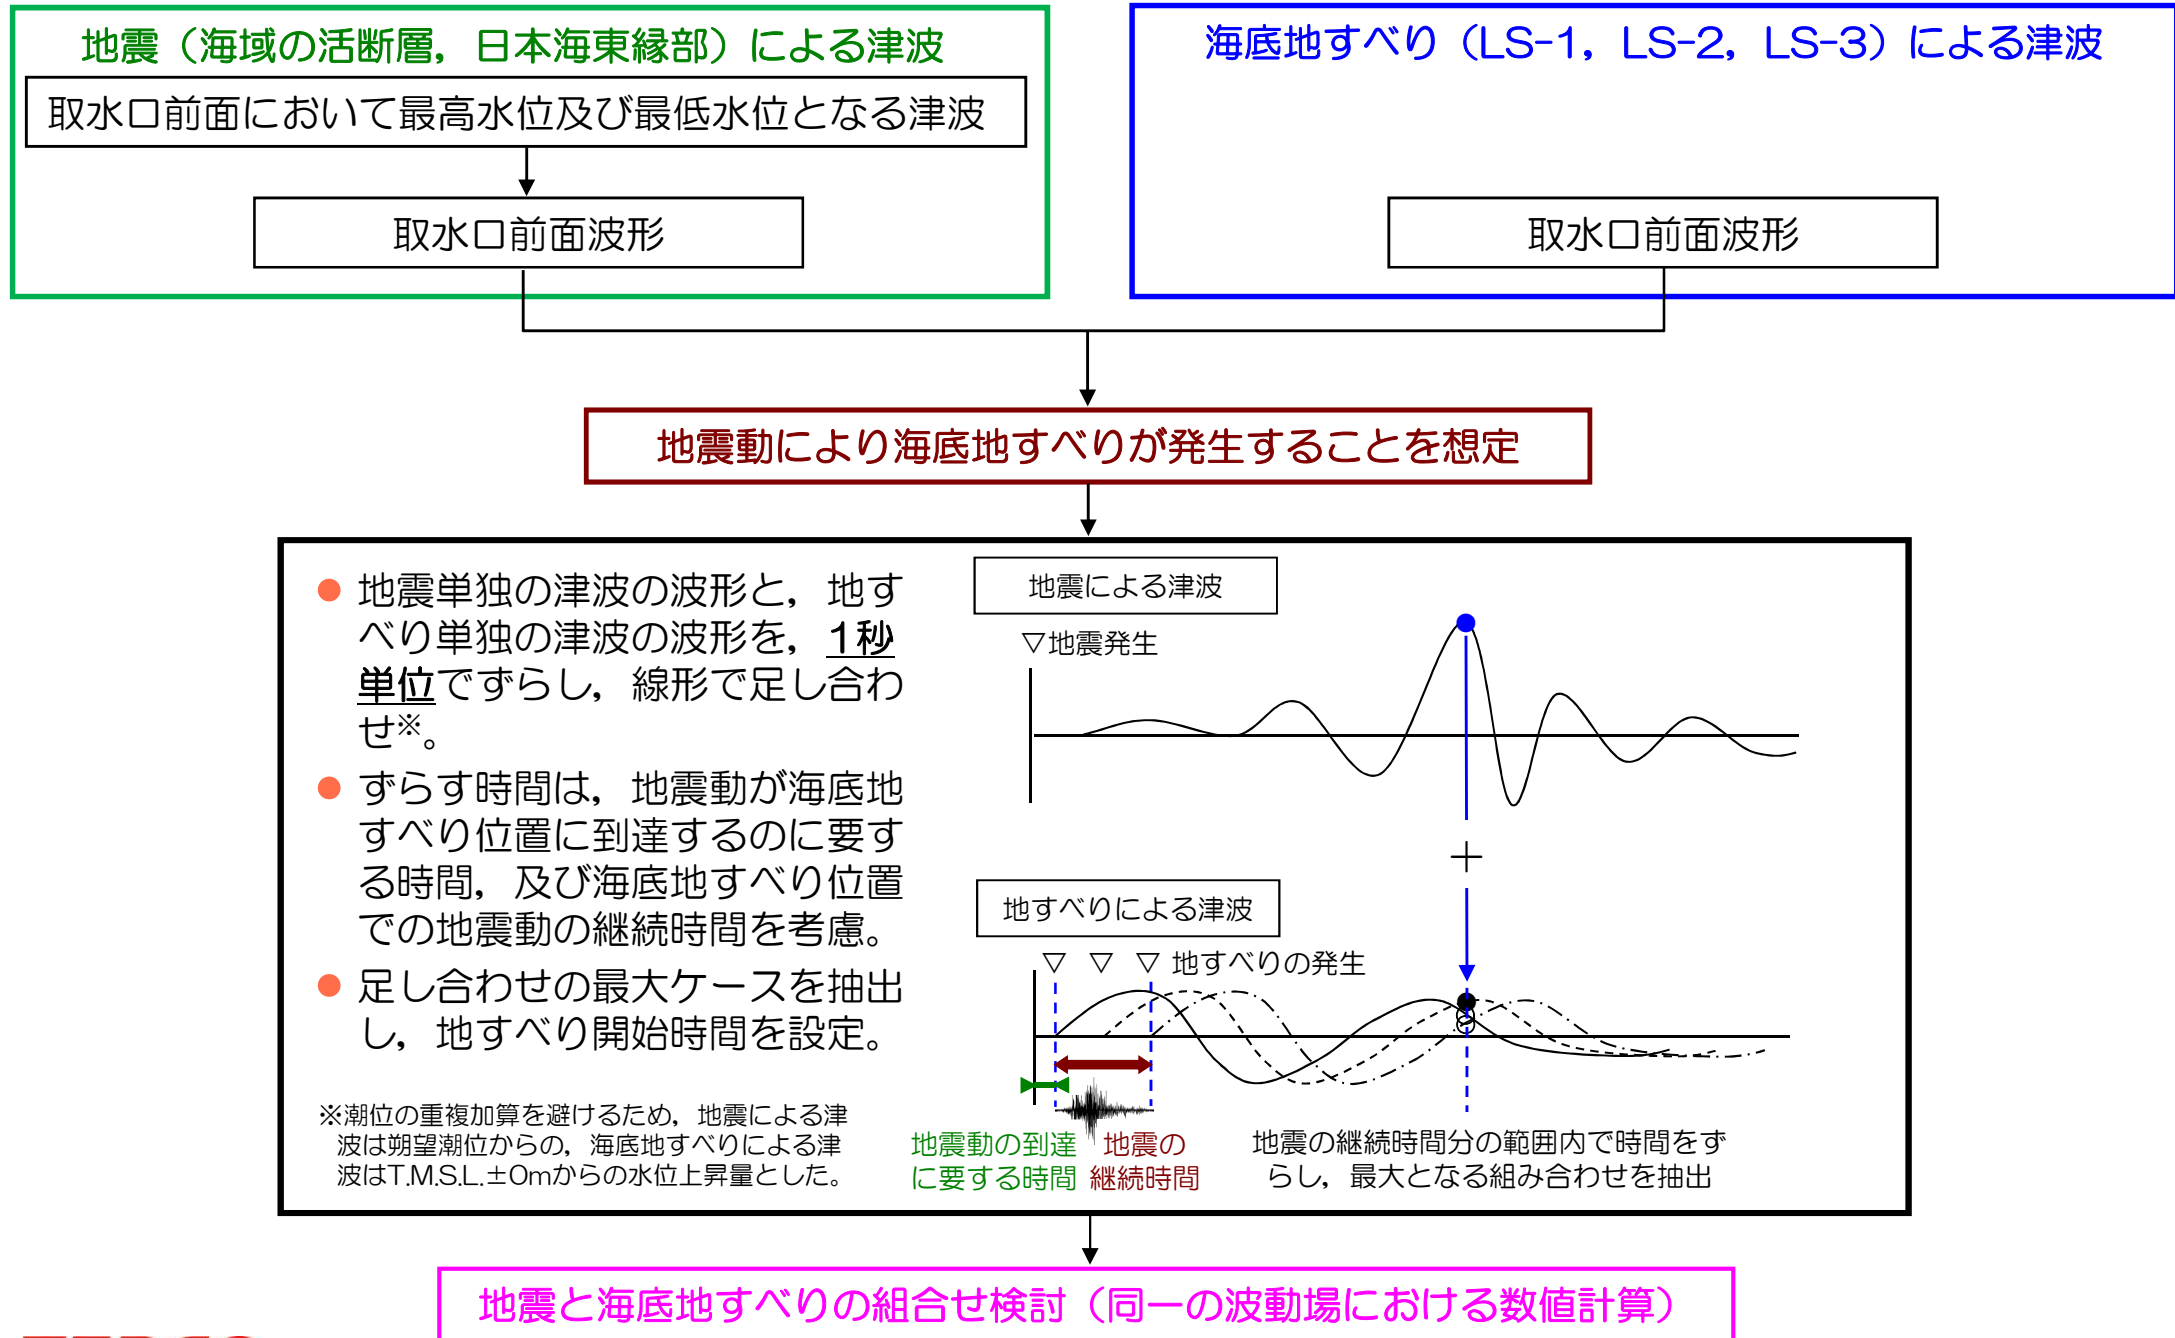 地震（海域の活断層，日本海東縁部）による津波
取水口前面において最高水位及び最低水位となる津波
取水口前面波形
海底地すべり（LS-1，LS-2，LS-3）による津波
取水口前面波形
地震動により海底地すべりが発生することを想定
● 地震単独の津波の波形と，地す
べり単独の津波の波形を，1秒
単位でずらし，線形で足し合わ
せ※。
● ずらす時間は，地震動が海底地
すべり位置に到達するのに要す
る時間，及び海底地すべり位置
での地震動の継続時間を考慮。
● 足し合わせの最大ケースを抽出
し，地すべり開始時間を設定。
※潮位の重複加算を避けるため，地震による津
波は朔望潮位からの，海底地すべりによる津
波はT.M.S.L.±0mからの水位上昇量とした。
地震による津波
▽地震発生
＋
地すべりによる津波
▽ ▽ ▽ 地すべりの発生
地震動の到達
に要する時間
地震の
継続時間
地震の継続時間分の範囲内で時間をず
らし，最大となる組み合わせを抽出
地震と海底地すべりの組合せ検討（同一の波動場における数値計算）